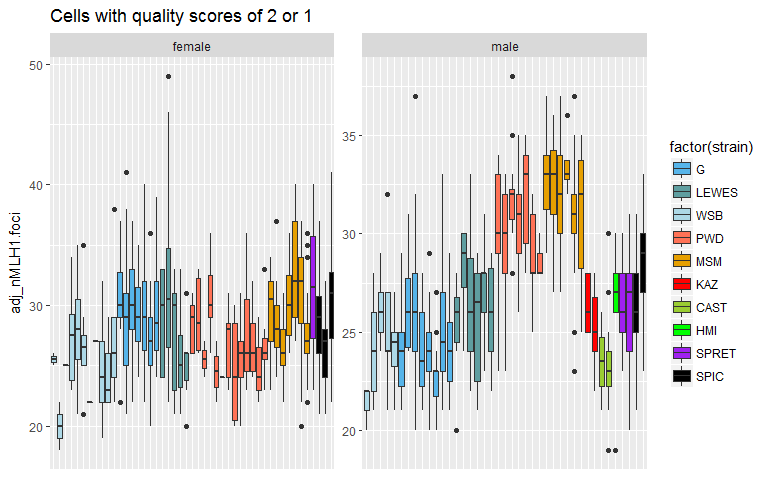 Cells with quality scores of 2 or 1
female
male
adj_nMLH1.foci
50
40
30
20
35
30
25
20
factor(strain)
G
LEWES
WSB
PWD
MSM
KAZ
CAST
HMI
SPRET
SPIC